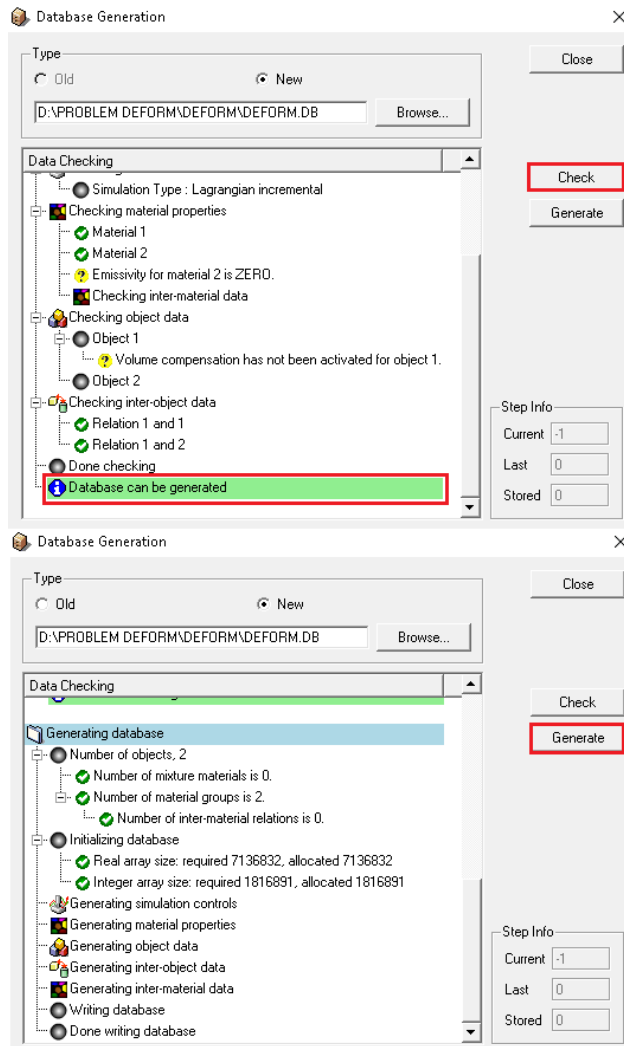 Database Generation
Type
Old
New
Close
D:\PROBLEM DEFORM\DEFORM\DEFORM.DB
Browse...
Data Checking
Simulation Type : Lagrangian incremental
Check
Checking material properties
Generate
Material 1
Material 2
Emissivity for material 2 is ZERO.
Checking inter-material data
Checking object data
Object 1
Volume compensation has not been activated for object 1.
Object 2
Checking inter-object data
Relation 1 and 1
Relation 1 and 2
Done checking
Database can be generated
Step Info
Current -1
Last 0
Stored 0
Database Generation
Type
Old
New
Close
D:\PROBLEM DEFORM\DEFORM\DEFORM.DB
Browse...
Data Checking
Check
Generating database
Generate
Number of objects, 2
Number of mixture materials is 0.
Number of material groups is 2.
Number of inter-material relations is 0.
Initializing database
Real array size: required 7136832, allocated 7136832
Integer array size: required 1816891, allocated 1816891
Generating simulation controls
Generating material properties
Generating object data
Generating inter-object data
Generating inter-material data
Writing database
Done writing database
Step Info
Current -1
Last 0
Stored 0